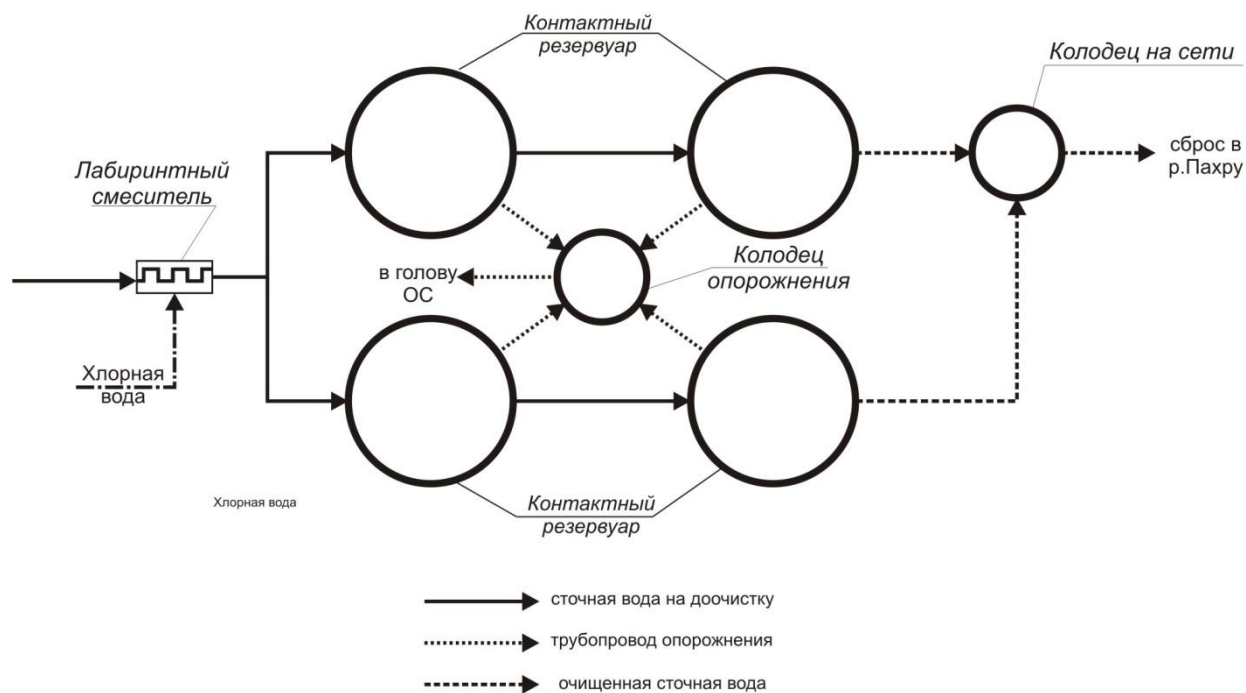 Контактный
резервуар
Колодец на сети
сброс в
р.Пахру
Лабиринтный
смеситель
Колодец
опорожнения
в голову
ОС
Хлорная
вода
Хлорная вода
Контактный
резервуар
сточная вода на доочистку
трубопровод опорожнения
очищенная сточная вода